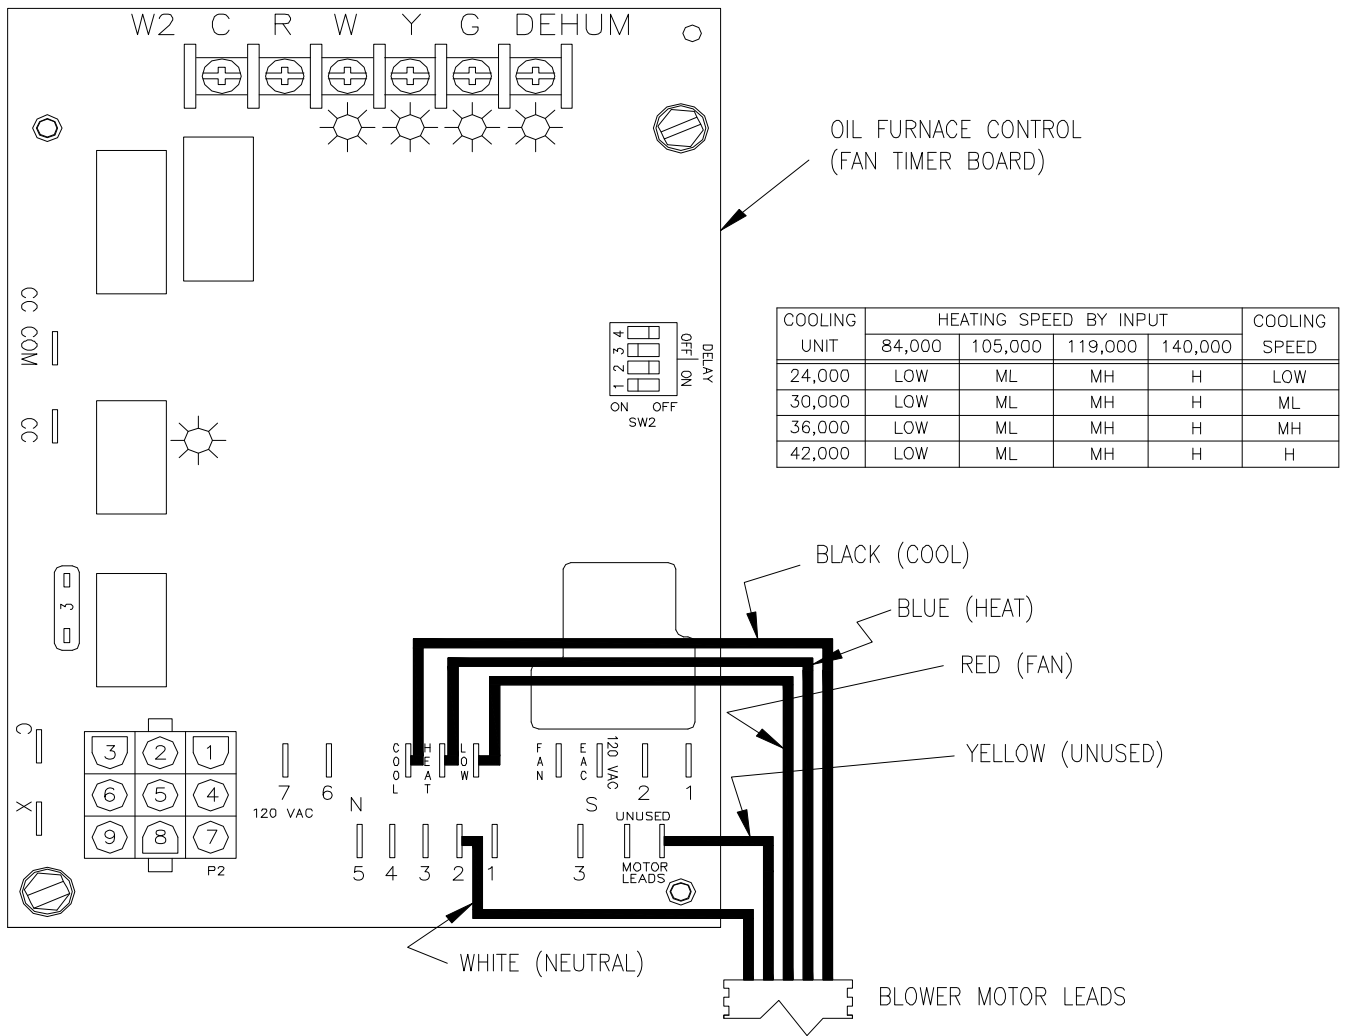 W2 C R W Y G DEHUM
OIL FURNACE CONTROL
(FAN TIMER BOARD)
CC COM
CC
1 2 3 4
OFF ON
DELAY
ON OFF
SW2
COOLING UNIT HEATING SPEED BY INPUT COOLING SPEED
84,000 105,000 119,000 140,000
24,000 LOW ML MH H LOW
30,000 LOW ML MH H ML
36,000 LOW ML MH H MH
42,000 LOW ML MH H H
BLACK (COOL)
BLUE (HEAT)
RED (FAN)
YELLOW (UNUSED)
3
C
X
3 2 1
6 5 4
9 8 7
P2
7 6
120 VAC
COOL
HEAT
LOW
FAN
EAC
120 VAC
2 1
N
S
UNUSED
5 4 3 2 1
3
MOTOR
LEADS
WHITE (NEUTRAL)
BLOWER MOTOR LEADS